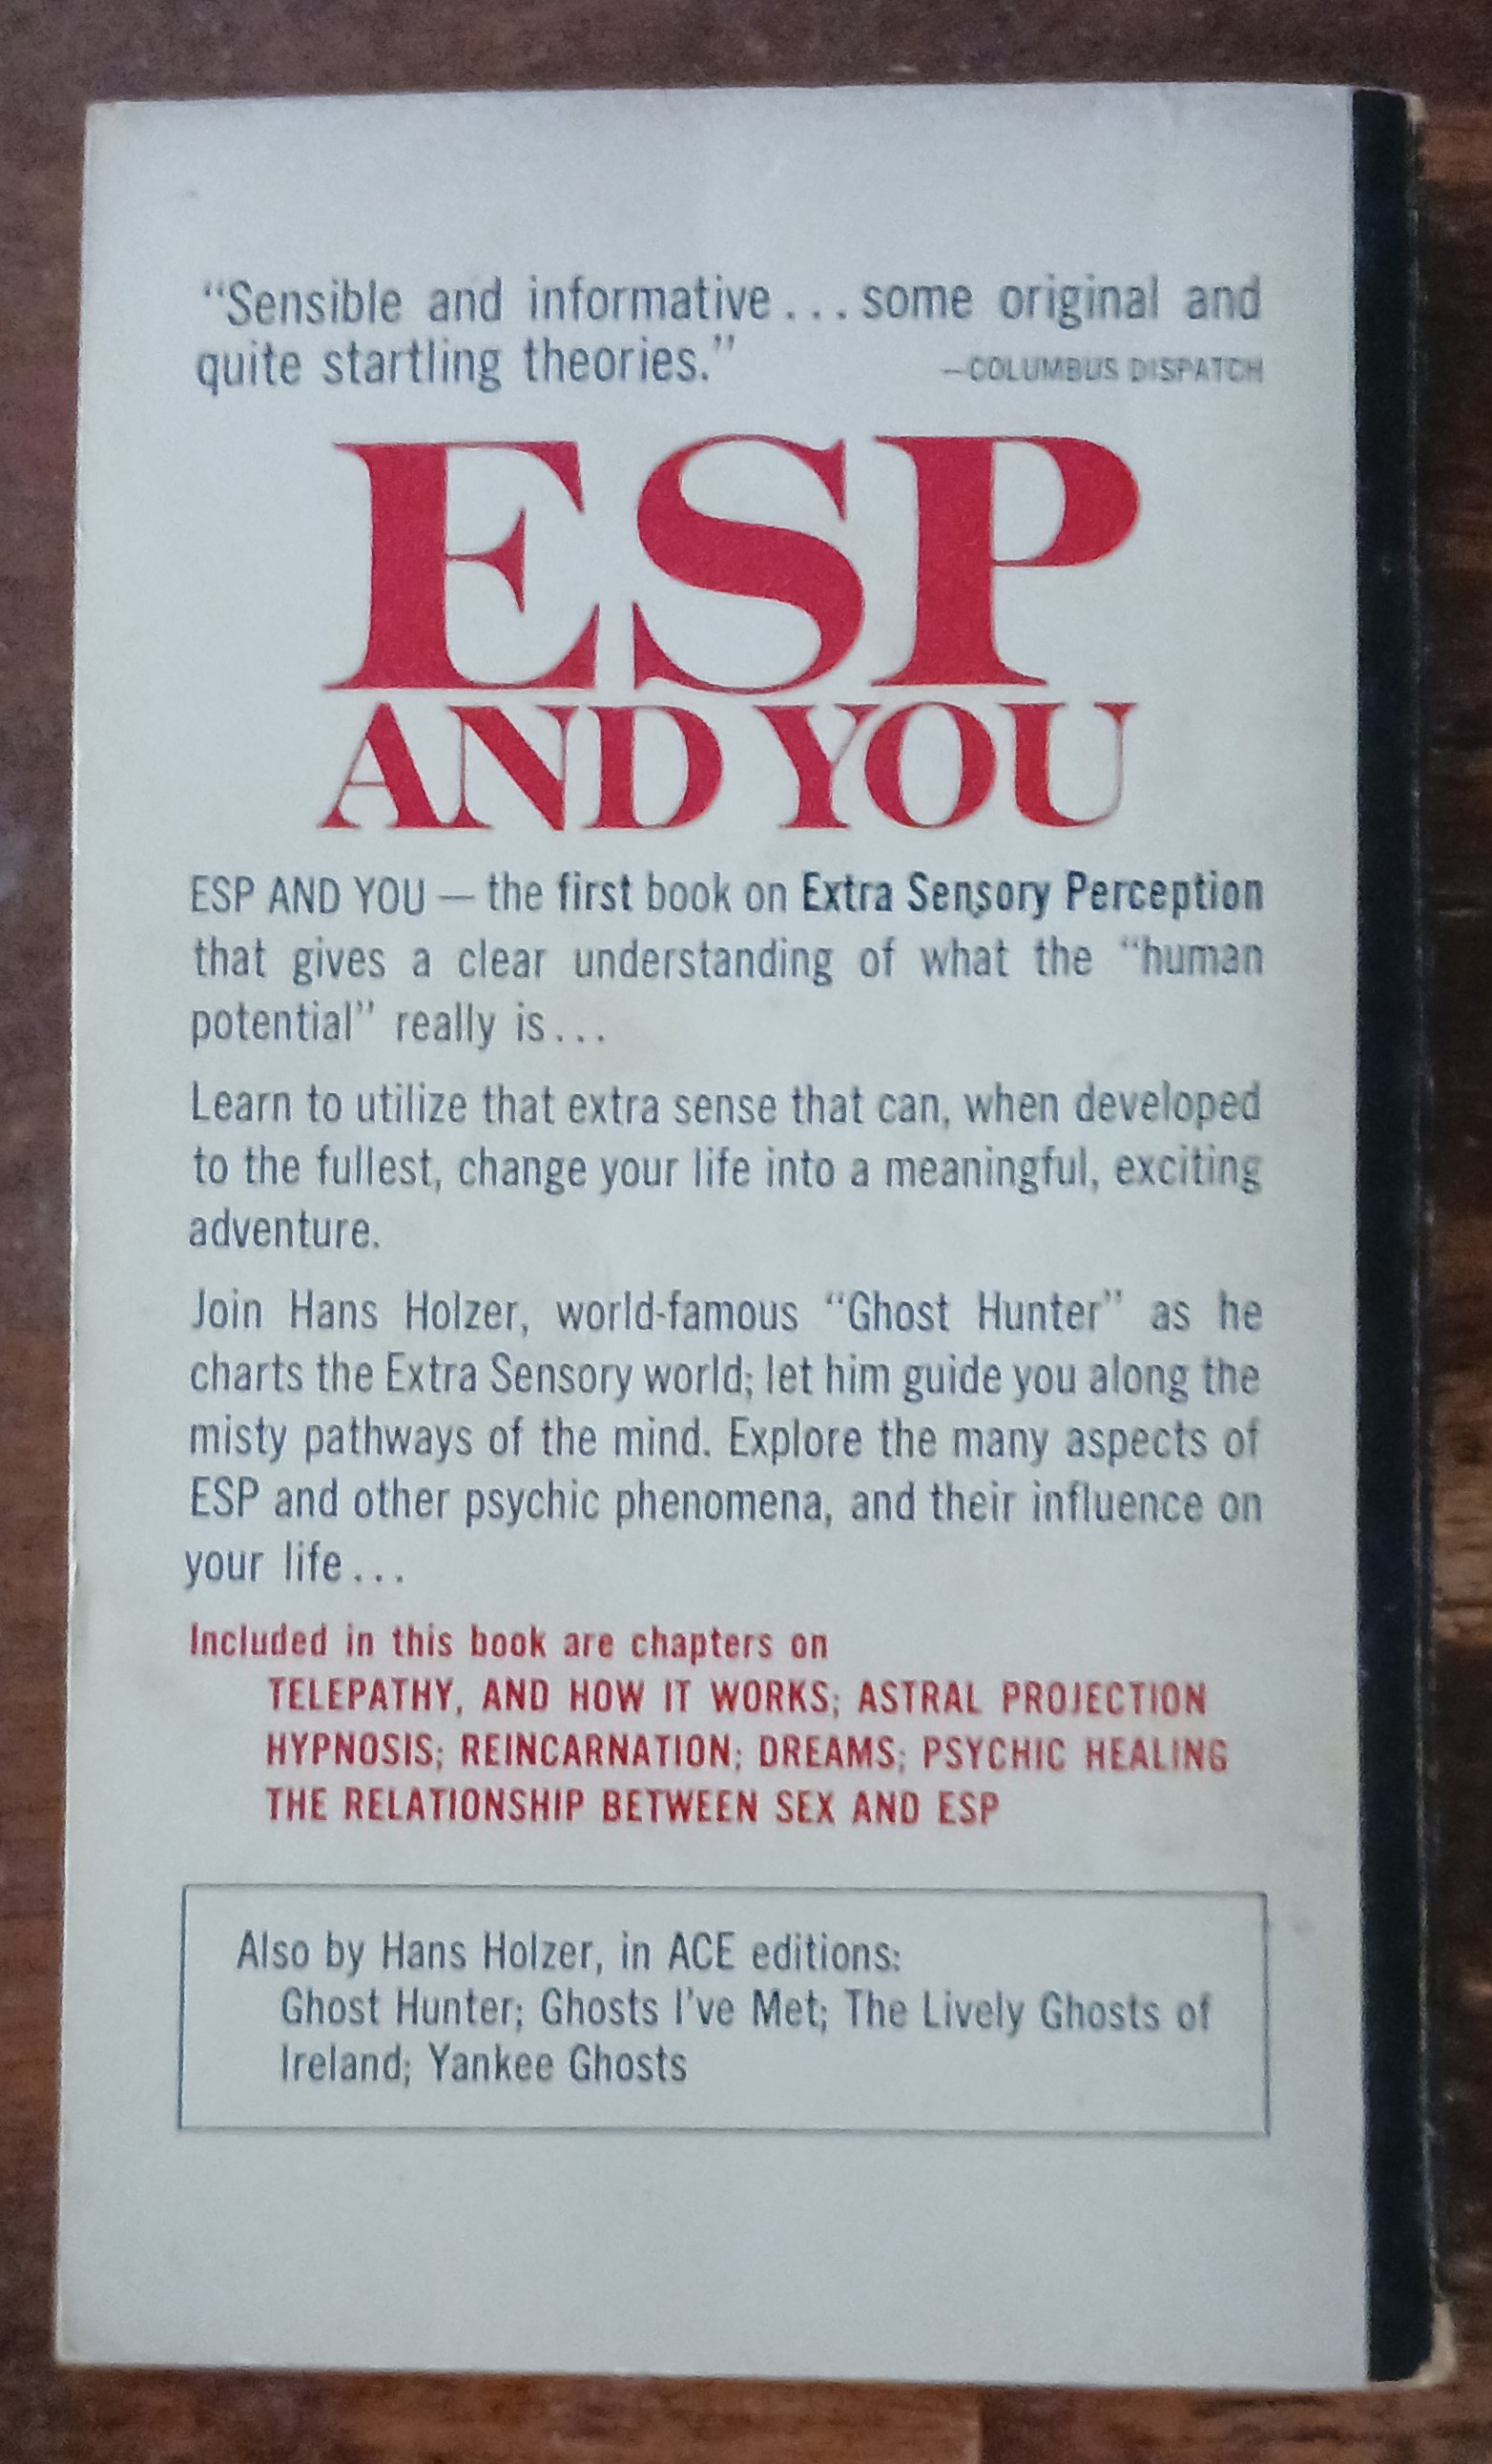 “Sensible and informative...some original and
quite startling theories.”
—COLUMBUS DISPATCH
ESP
AND YOU
ESP AND YOU — the first book on Extra Sensory Perception
that gives a clear understanding of what the “human
potential” really is...
Learn to utilize that extra sense that can, when developed
to the fullest, change your life into a meaningful, exciting
adventure.
Join Hans Holzer, world-famous “Ghost Hunter” as he
charts the Extra Sensory world; let him guide you along the
misty pathways of the mind. Explore the many aspects of
ESP and other psychic phenomena, and their influence on
your life...
Included in this book are chapters on
TELEPATHY, AND HOW IT WORKS; ASTRAL PROJECTION
HYPNOSIS; REINCARNATION; DREAMS; PSYCHIC HEALING
THE RELATIONSHIP BETWEEN SEX AND ESP
Also by Hans Holzer, in ACE editions:
Ghost Hunter; Ghosts I’ve Met; The Lively Ghosts of
Ireland; Yankee Ghosts